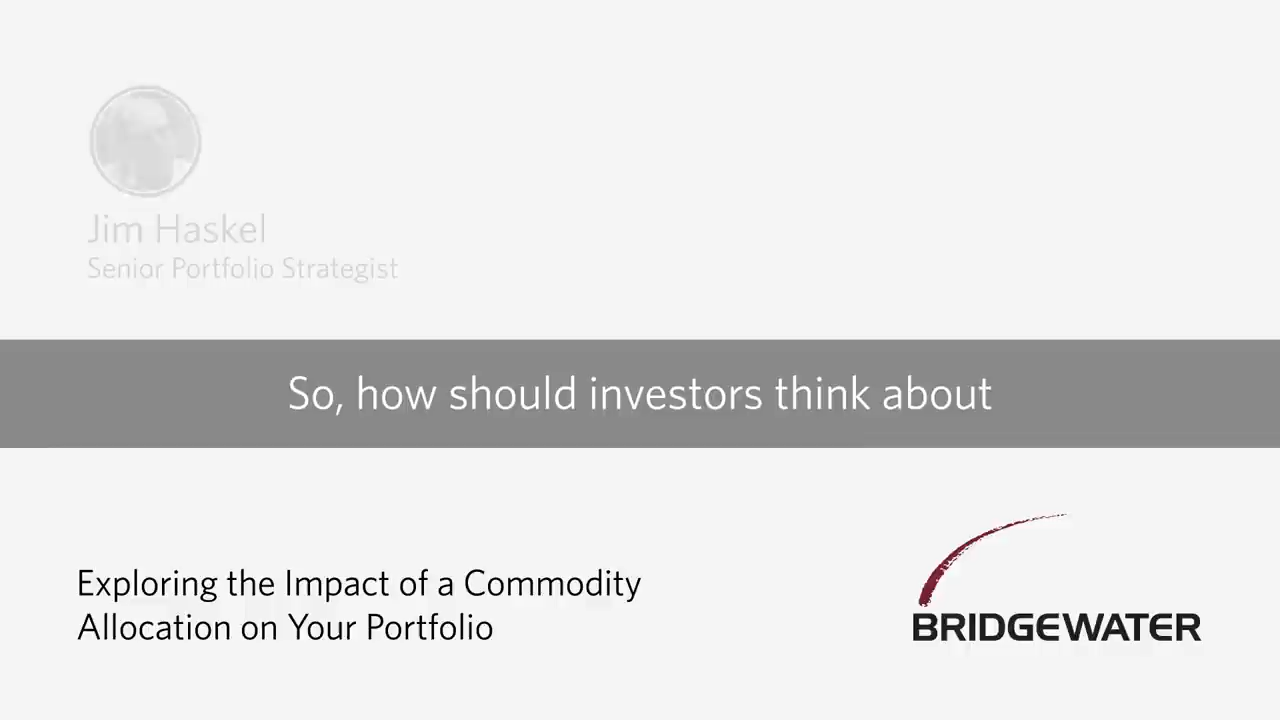 Jim Haskel
Senior Portfolio Strategist
So, how should investors think about
Exploring the Impact of a Commodity
Allocation on Your Portfolio
BRIDGEWATER